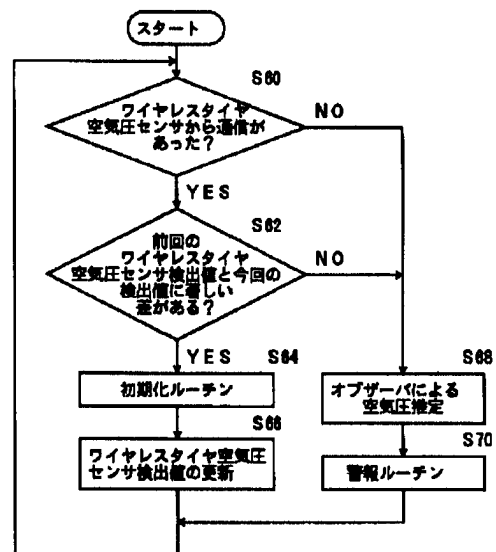 スタート
S60
ワイヤレスタイヤ
空気圧センサから通信が
あった?
NO
YES
S62
前回の
ワイヤレスタイヤ
空気圧センサ検出値と今回の
検出値に著しい
差がある?
NO
YES
S64
初期化ルーチン
S66
ワイヤレスタイヤ空気圧
センサ検出値の更新
S68
オブザーバによる
空気圧推定
S70
警報ルーチン